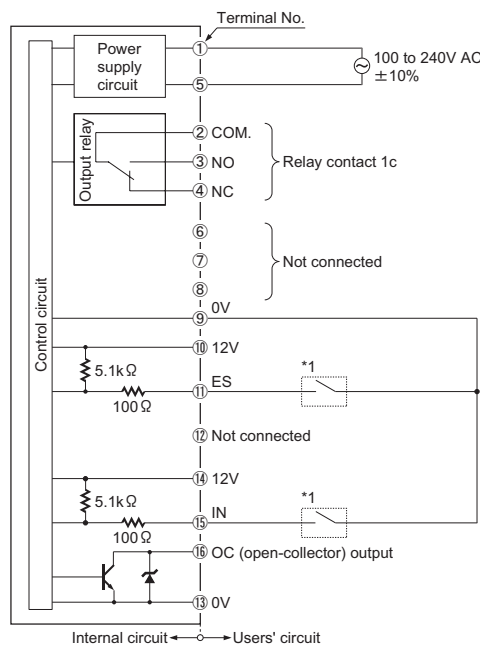 Terminal No.
Power
supply
circuit
①
⑤
100 to 240V AC
±10%
Output relay
② COM.
③ NO
④ NC
Relay contact 1c
⑥
⑦
⑧
Not connected
Control circuit
0V
⑨
⑩ 12V
5.1kΩ
ES
⑪
100Ω
*1
⑫ Not connected
⑭ 12V
5.1kΩ
IN
⑮
100Ω
*1
⑯ OC (open-collector) output
⑬ 0V
Internal circuit
Users' circuit